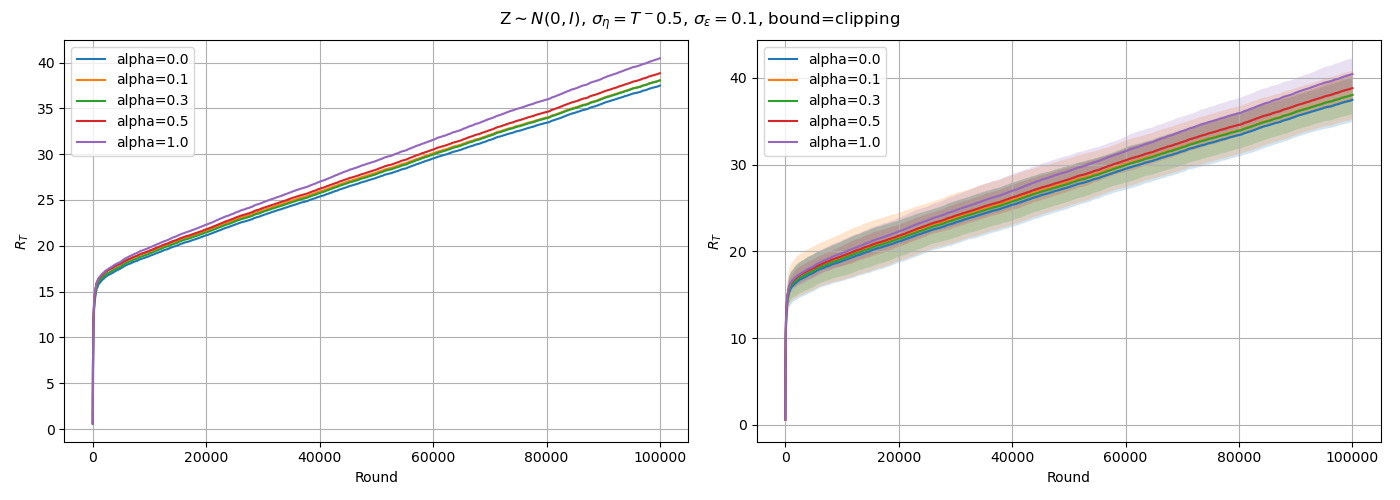 Z ~ N(0, I), σ_η = T⁻0.5, σ_ε = 0.1, bound=clipping
alpha=0.0
alpha=0.1
alpha=0.3
alpha=0.5
alpha=1.0
40
35
30
25
20
15
10
5
0
R_T
0 20000 40000 60000 80000 100000
Round
alpha=0.0
alpha=0.1
alpha=0.3
alpha=0.5
alpha=1.0
40
30
20
10
0
R_T
0 20000 40000 60000 80000 100000
Round